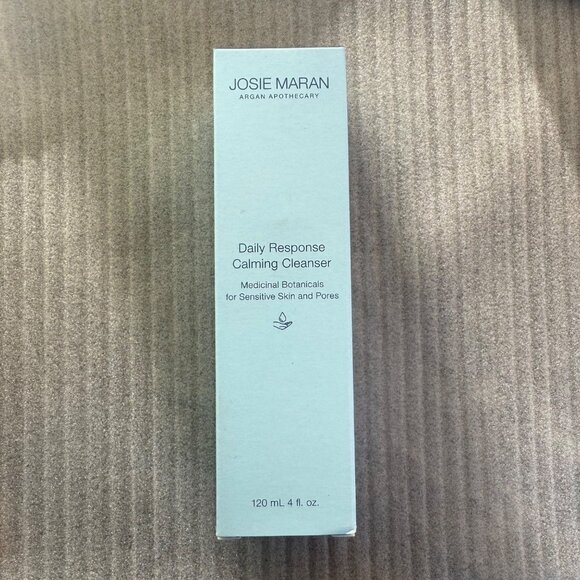 JOSIE MARAN
ARGAN APOTHECARY
Daily Response
Calming Cleanser
Medicinal Botanicals
for Sensitive Skin and Pores
120 mL 4 fl. oz.